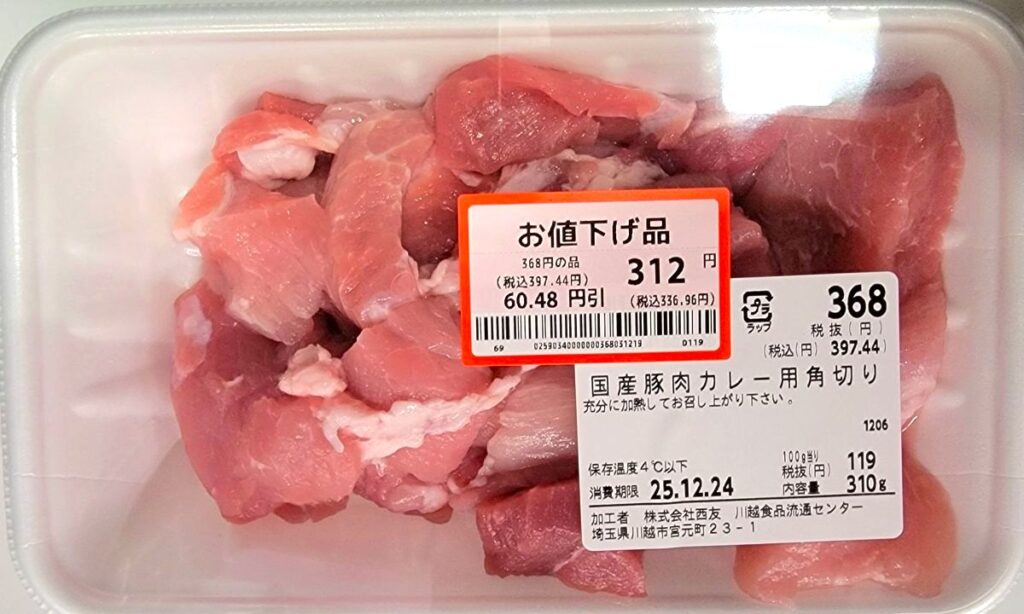 お値下げ品
368円の品
(税込397.44円)
312 円
60.48 円引
(税込336.96円)
69 02590340000000368031219 0119
プラ
ラップ
368
税抜(円)
(税込(円) 397.44)
国産豚肉カレー用角切り
充分に加熱してお召し上がり下さい。
1206
保存温度4℃以下
100g当り
税抜(円) 119
消費期限 25.12.24
内容量 310g
加工者 株式会社西友 川越食品流通センター
埼玉県川越市宮元町23-1